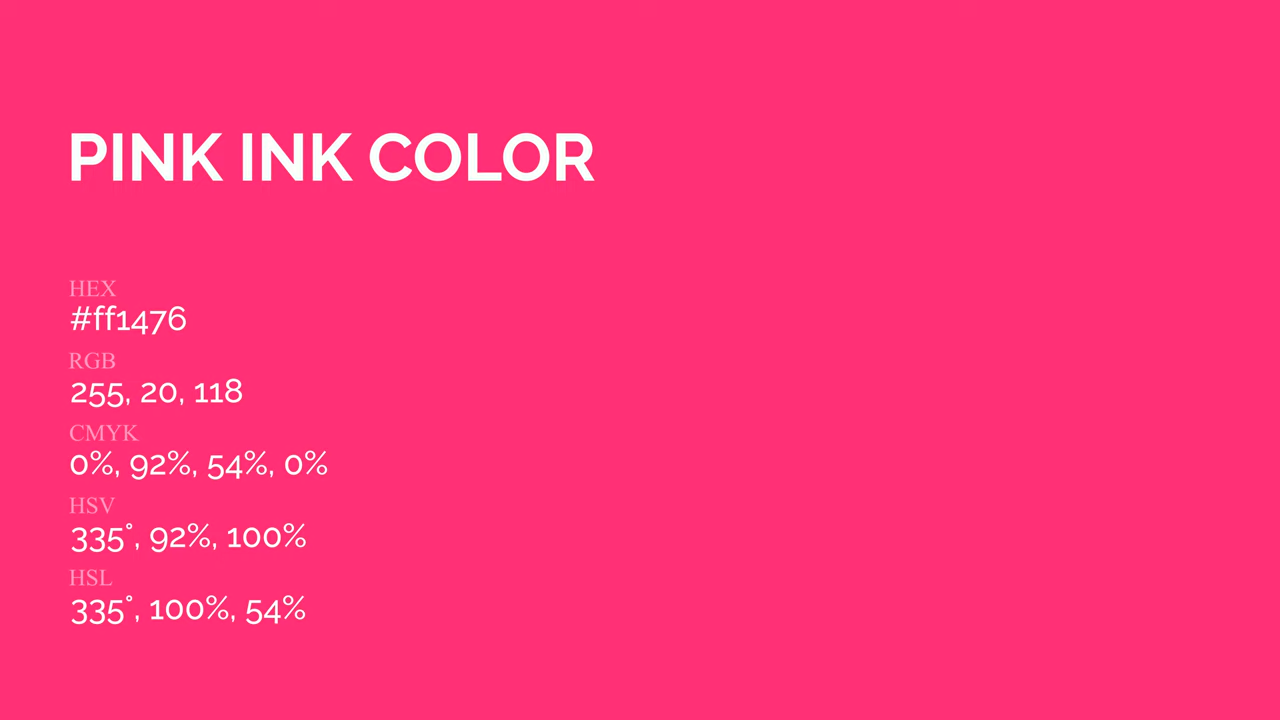 PINK INK COLOR
HEX
#ff1476
RGB
255, 20, 118
CMYK
0%, 92%, 54%, 0%
HSV
335°, 92%, 100%
HSL
335°, 100%, 54%